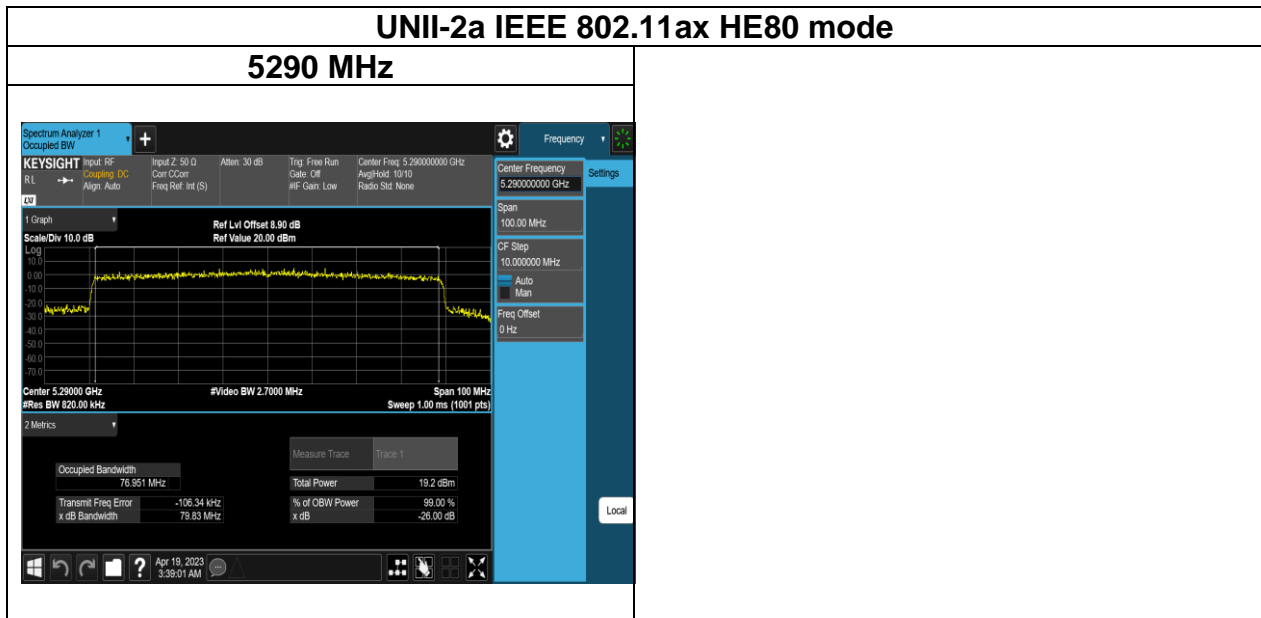 UNII-2a IEEE 802.11ax HE80 mode
5290 MHz
Spectrum Analyzer 1
Occupied BW
+
Frequency
KEYSIGHT
RL
LXI
Input: RF
Coupling: DC
Align: Auto
Input Z: 50 Ω
Corr CCorr
Freq Ref: Int (S)
Atten: 30 dB
Trig: Free Run
Gate: Off
#IF Gain: Low
Center Freq: 5.290000000 GHz
Avg|Hold: 10/10
Radio Std: None
Center Frequency
5.290000000 GHz
Settings
Span
100.00 MHz
CF Step
10.000000 MHz
Auto
Man
Freq Offset
0 Hz
Local
1 Graph
Scale/Div 10.0 dB
Ref Lvl Offset 8.90 dB
Ref Value 20.00 dBm
Log
10.0
0.00
-10.0
-20.0
-30.0
-40.0
-50.0
-60.0
-70.0
Center 5.29000 GHz
#Res BW 820.00 kHz
#Video BW 2.7000 MHz
Span 100 MHz
Sweep 1.00 ms (1001 pts)
2 Metrics
Measure Trace Trace 1
Occupied Bandwidth
76.951 MHz
Total Power 19.2 dBm
Transmit Freq Error -106.34 kHz
% of OBW Power 99.00 %
x dB Bandwidth 79.83 MHz
x dB -26.00 dB
?
Apr 19, 2023
3:39:01 AM